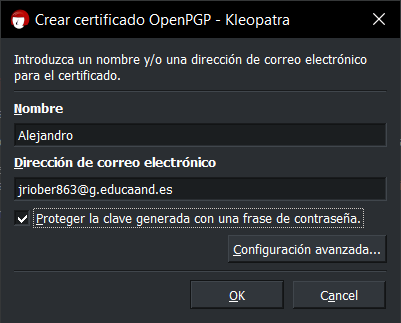 Crear certificado OpenPGP - Kleopatra
Introduzca un nombre y/o una dirección de correo electrónico
para el certificado.
Nombre
Alejandro
Dirección de correo electrónico
jriober863@g.educaand.es
Proteger la clave generada con una frase de contraseña.
Configuración avanzada...
OK
Cancel